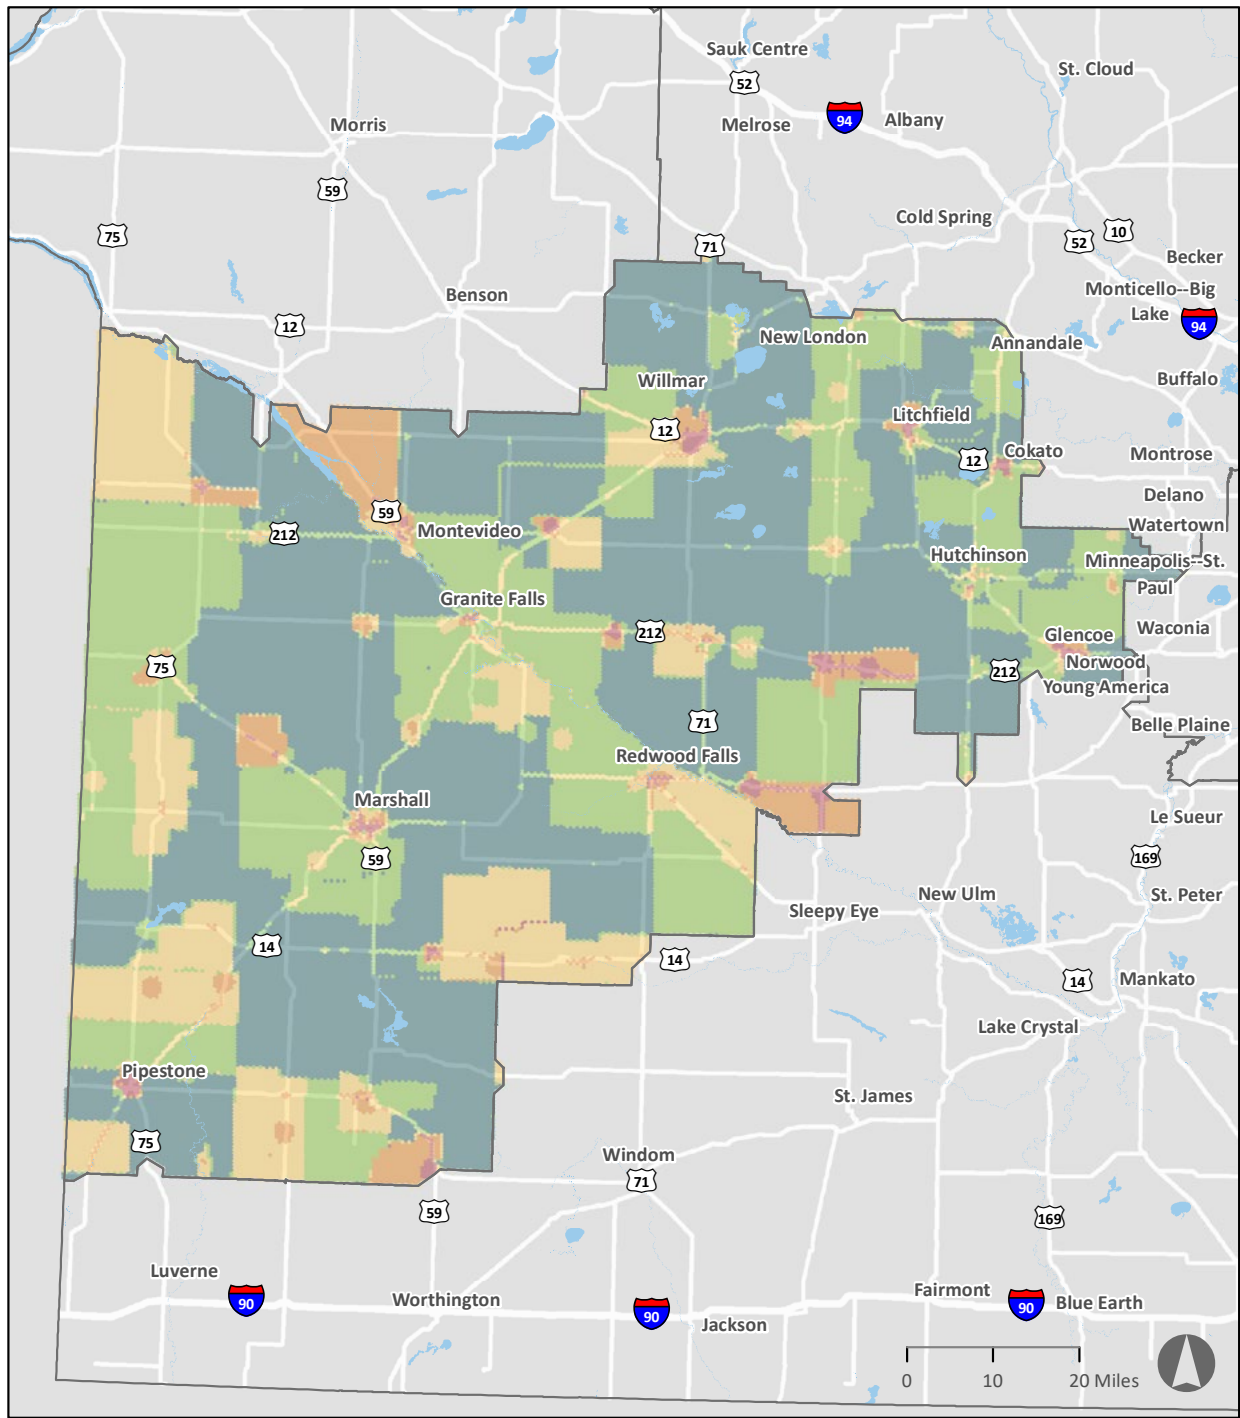 Sauk Centre
St. Cloud
52
94
Albany
Melrose
Morris
59
Cold Spring
75
71
52
10
Becker
Benson
Monticello--Big
Lake
94
12
New London
Annandale
Willmar
Buffalo
Litchfield
12
12
Cokato
Montrose
Delano
59
Montevideo
Watertown
212
Hutchinson
Minneapolis--St.
Paul
Granite Falls
Waconia
212
Glencoe
75
212
Norwood
Young America
71
Belle Plaine
Redwood Falls
Marshall
Le Sueur
59
169
New Ulm
St. Peter
Sleepy Eye
14
14
14
Mankato
Lake Crystal
Pipestone
St. James
75
Windom
71
59
169
Luverne
90
Worthington
90
Jackson
Fairmont
90
Blue Earth
0 10 20 Miles